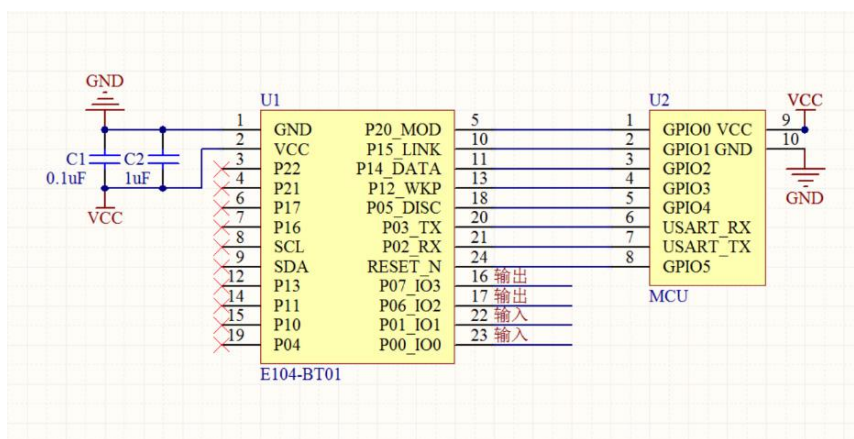 GND
U1
U2
VCC
1 GND P20_MOD 5 1 GPIO0 VCC 9
2 VCC P15_LINK 10 2 GPIO1 GND 10
3 P22 P14_DATA 11 3 GPIO2
4 P21 P12_WKP 13 4 GPIO3
6 P17 P05_DISC 18 5 GPIO4
7 P16 P03_TX 20 6 USART_RX
8 SCL P02_RX 21 7 USART_TX
9 SDA RESET_N 24 8 GPIO5
12 P13 P07_IO3 16 输出
14 P11 P06_IO2 17 输出
15 P10 P01_IO1 22 输入
19 P04 P00_IO0 23 输入
C1
0.1uF
C2
1uF
VCC
GND
MCU
E104-BT01